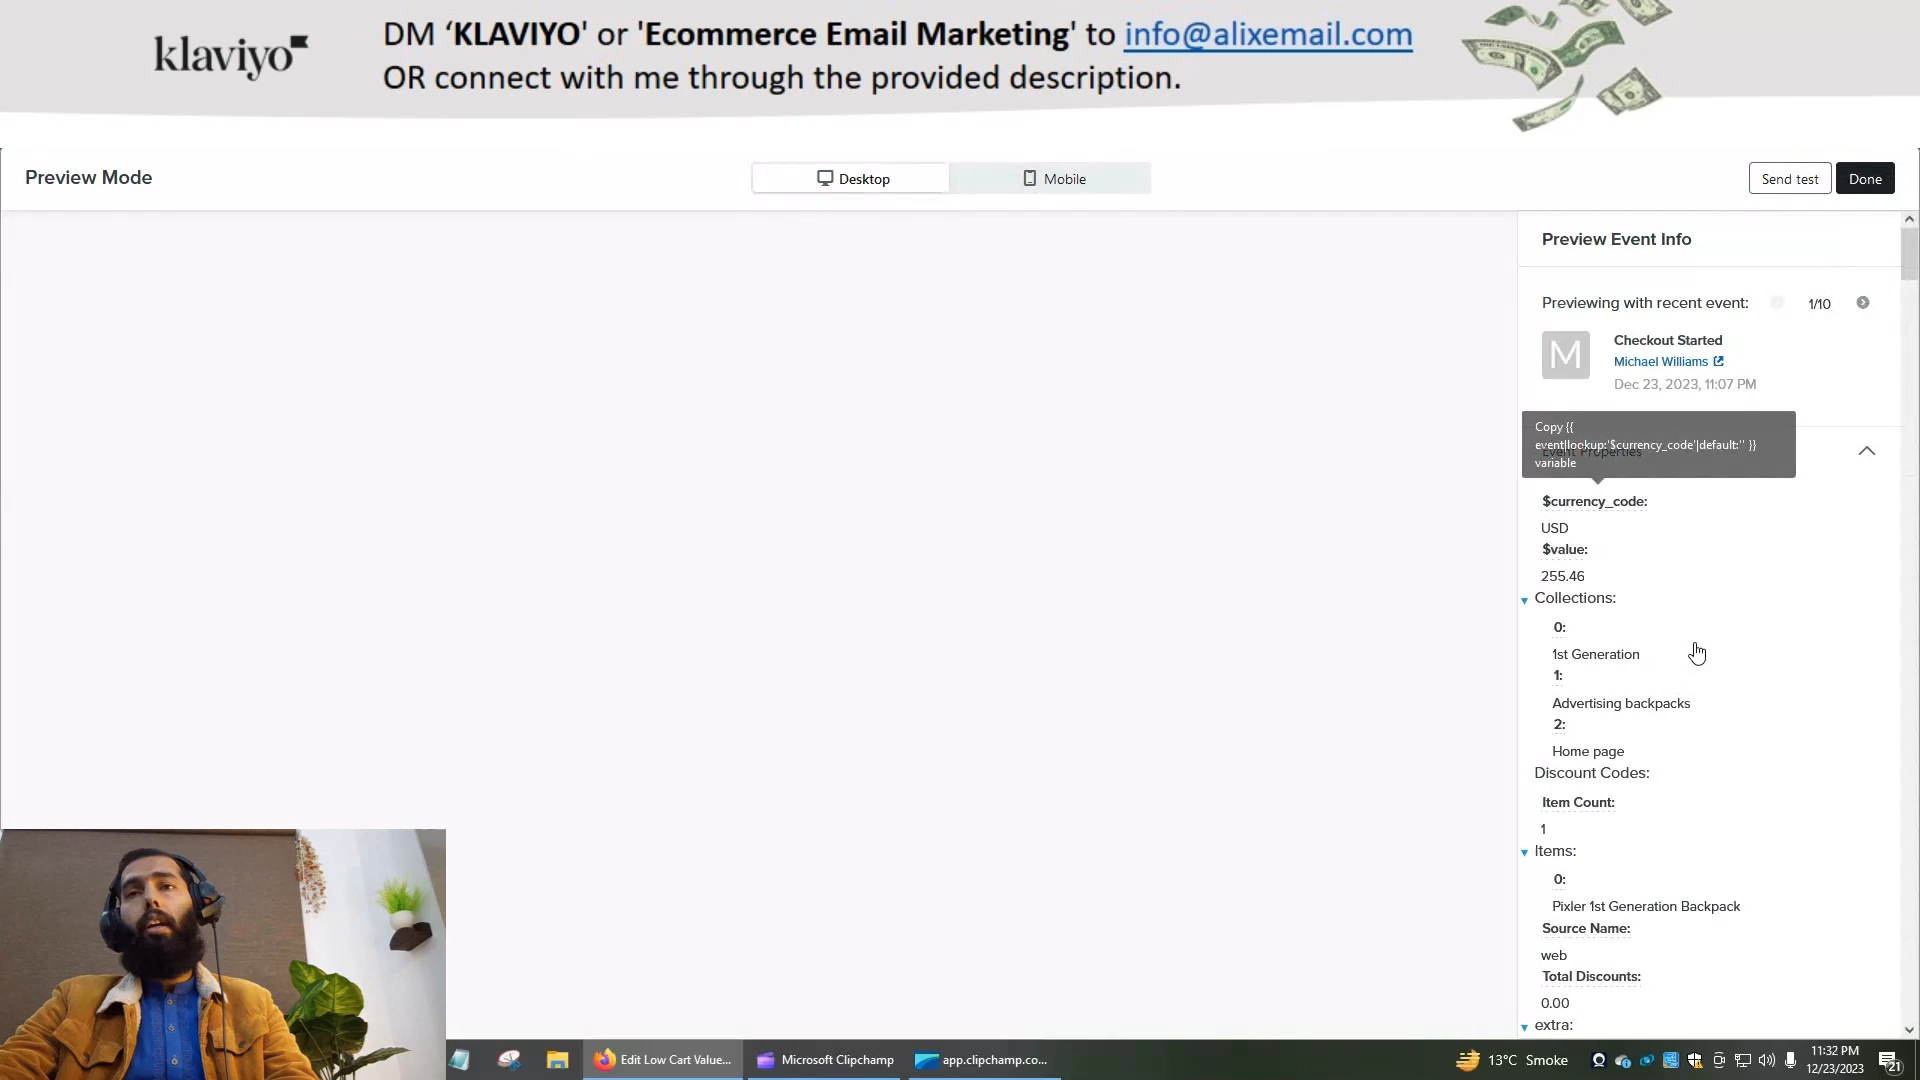 klaviyo
DM ‘KLAVIYO' or 'Ecommerce Email Marketing' to info@alixemail.com
OR connect with me through the provided description.
Preview Mode
Desktop
Mobile
Send test
Done
Preview Event Info
Previewing with recent event:
1/10
M
Checkout Started
Michael Williams
Dec 23, 2023, 11:07 PM
Copy {{
event|lookup:'$currency_code'|default:'' }}
variable
Event Properties
$currency_code:
USD
$value:
255.46
Collections:
0:
1st Generation
1:
Advertising backpacks
2:
Home page
Discount Codes:
Item Count:
1
Items:
0:
Pixler 1st Generation Backpack
Source Name:
web
Total Discounts:
0.00
extra:
Edit Low Cart Value...
Microsoft Clipchamp
app.clipchamp.co...
13°C Smoke
11:32 PM
12/23/2023
21